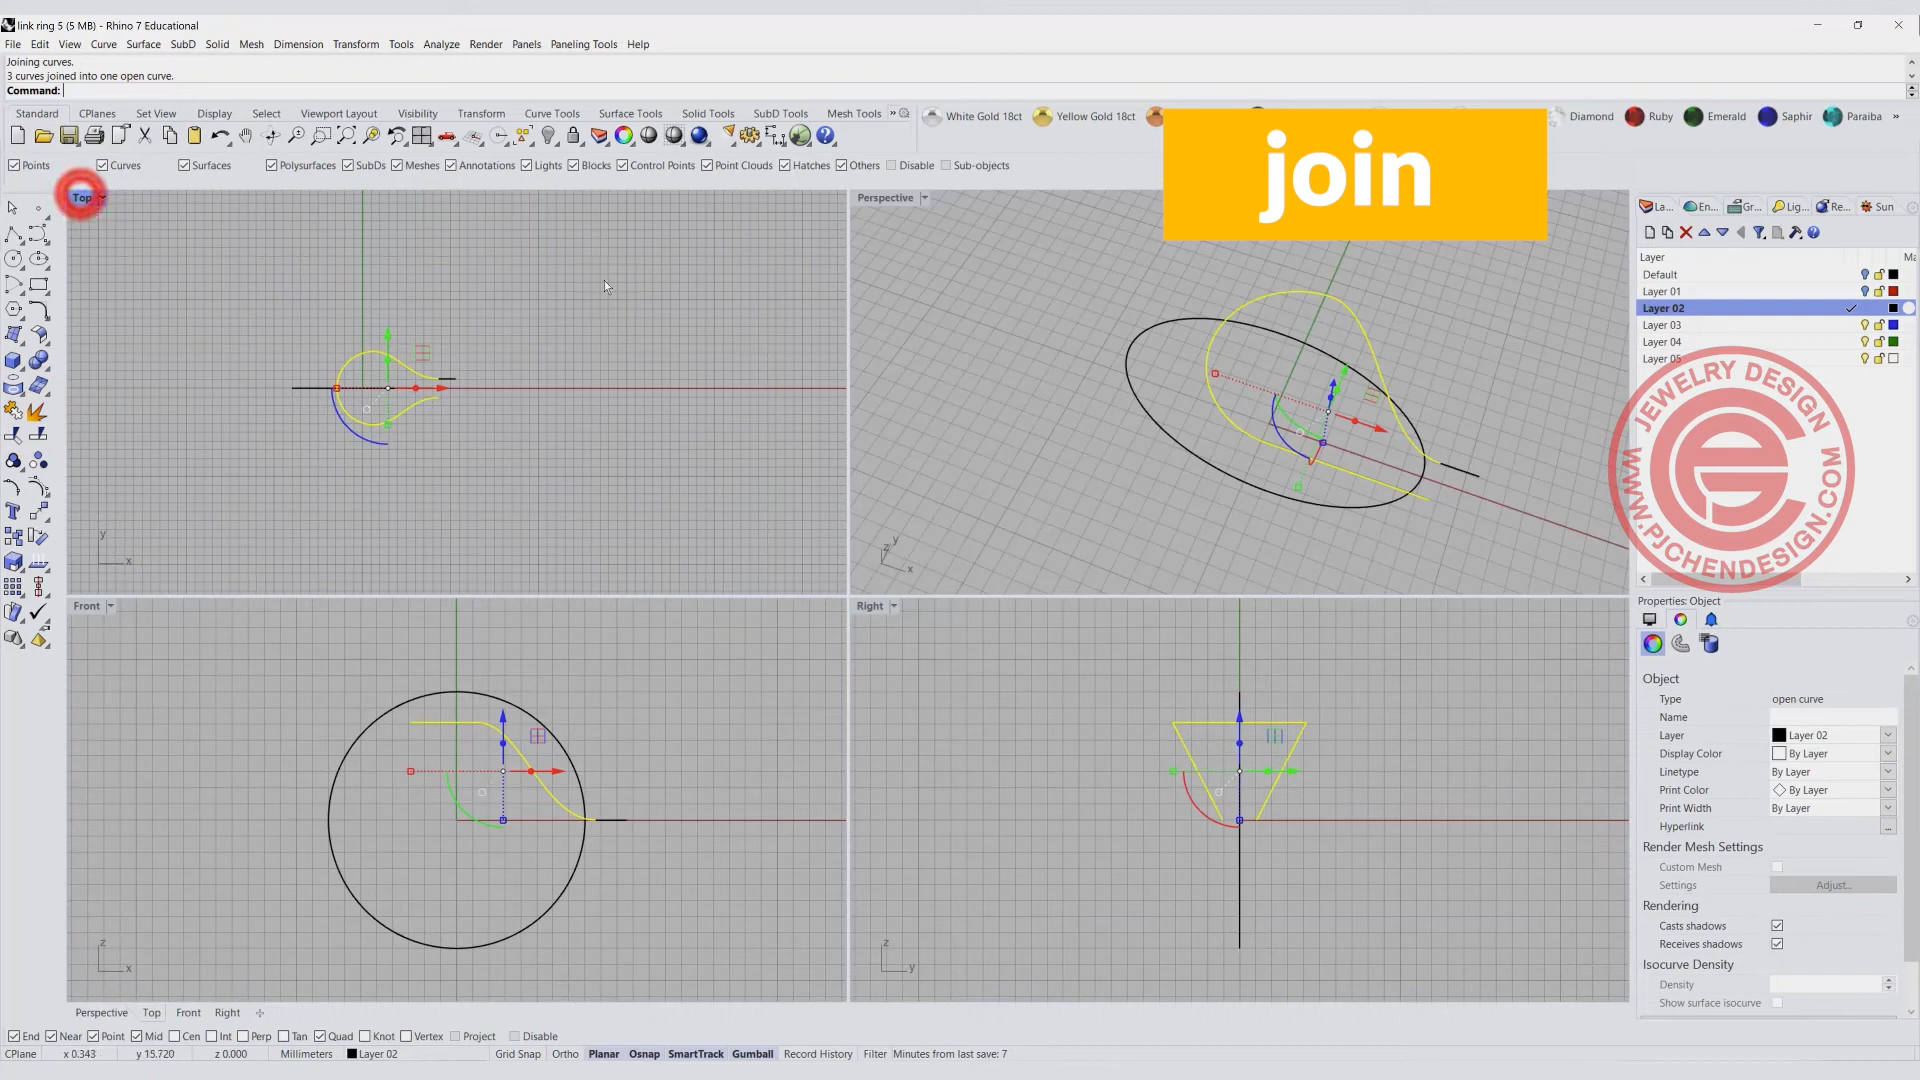 link ring 5 (5 MB) - Rhino 7 Educational
File Edit View Curve Surface SubD Solid Mesh Dimension Transform Tools Analyze Render Panels Paneling Tools Help
Joining curves.
3 curves joined into one open curve.
Command:
Standard CPlanes Set View Display Select Viewport Layout Visibility Transform Curve Tools Surface Tools Solid Tools SubD Tools Mesh Tools »
White Gold 18ct Yellow Gold 18ct Diamond Ruby Emerald Saphir Paraiba »
join
Points Curves Surfaces Polysurfaces SubDs Meshes Annotations Lights Blocks Control Points Point Clouds Hatches Others Disable Sub-objects
Top
Perspective
La... En... Gr... Lig... Re... Sun
Layer Ma
Default
Layer 01
Layer 02
Layer 03
Layer 04
Layer 05
JEWELRY DESIGN
WWW.PJCHENDESIGN.COM
y
x
z y
x
Front
Right
z
x
z
y
Properties: Object
Object
Type open curve
Name
Layer Layer 02
Display Color By Layer
Linetype By Layer
Print Color By Layer
Print Width By Layer
Hyperlink ...
Render Mesh Settings
Custom Mesh
Settings Adjust...
Rendering
Casts shadows
Receives shadows
Isocurve Density
Density
Show surface isocurve
Perspective Top Front Right
End Near Point Mid Cen Int Perp Tan Quad Knot Vertex Project Disable
CPlane x 0.343 y 15.720 z 0.000 Millimeters Layer 02 Grid Snap Ortho Planar Osnap SmartTrack Gumball Record History Filter Minutes from last save: 7